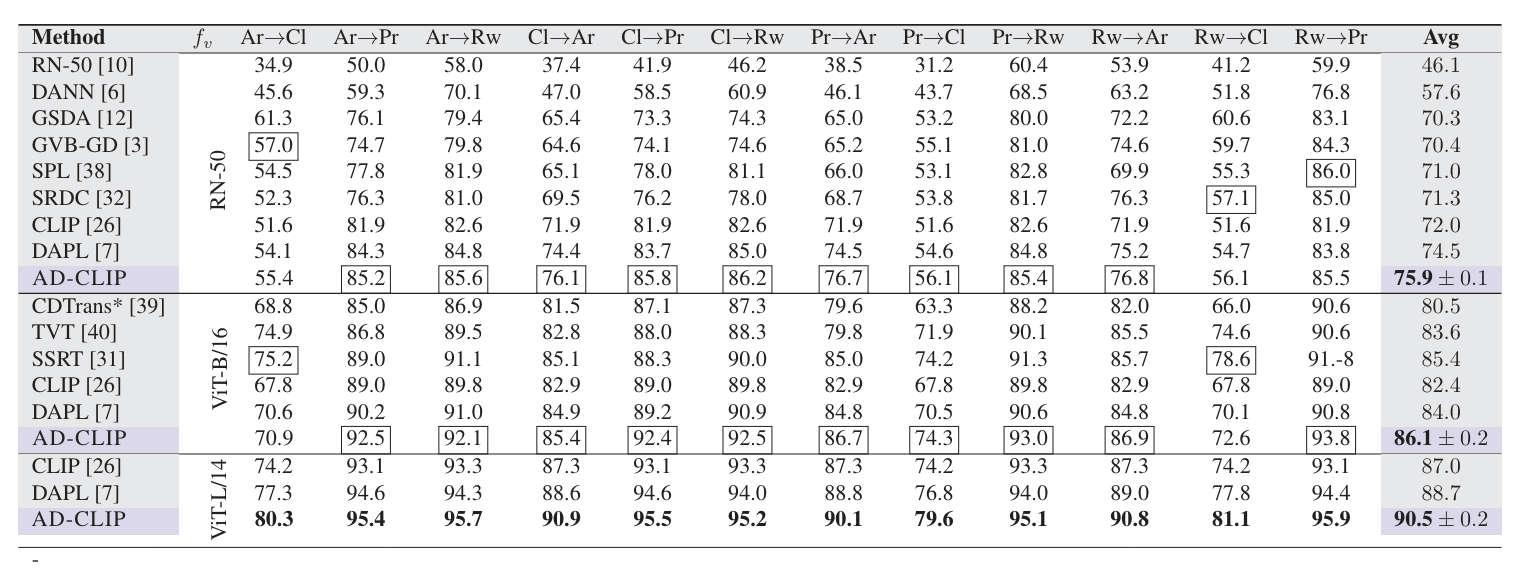 Method fv Ar→Cl Ar→Pr Ar→Rw Cl→Ar Cl→Pr Cl→Rw Pr→Ar Pr→Cl Pr→Rw Rw→Ar Rw→Cl Rw→Pr Avg
RN-50 [10] 34.9 50.0 58.0 37.4 41.9 46.2 38.5 31.2 60.4 53.9 41.2 59.9 46.1
DANN [6] 45.6 59.3 70.1 47.0 58.5 60.9 46.1 43.7 68.5 63.2 51.8 76.8 57.6
GSDA [12] 61.3 76.1 79.4 65.4 73.3 74.3 65.0 53.2 80.0 72.2 60.6 83.1 70.3
GVB-GD [3] 57.0 74.7 79.8 64.6 74.1 74.6 65.2 55.1 81.0 74.6 59.7 84.3 70.4
SPL [38] 54.5 77.8 81.9 65.1 78.0 81.1 66.0 53.1 82.8 69.9 55.3 86.0 71.0
RN-50
SRDC [32] 52.3 76.3 81.0 69.5 76.2 78.0 68.7 53.8 81.7 76.3 57.1 85.0 71.3
CLIP [26] 51.6 81.9 82.6 71.9 81.9 82.6 71.9 51.6 82.6 71.9 51.6 81.9 72.0
DAPL [7] 54.1 84.3 84.8 74.4 83.7 85.0 74.5 54.6 84.8 75.2 54.7 83.8 74.5
AD-CLIP 55.4 85.2 85.6 76.1 85.8 86.2 76.7 56.1 85.4 76.8 56.1 85.5 75.9 ± 0.1
CDTrans* [39] 68.8 85.0 86.9 81.5 87.1 87.3 79.6 63.3 88.2 82.0 66.0 90.6 80.5
TVT [40] 74.9 86.8 89.5 82.8 88.0 88.3 79.8 71.9 90.1 85.5 74.6 90.6 83.6
SSRT [31] 75.2 89.0 91.1 85.1 88.3 90.0 85.0 74.2 91.3 85.7 78.6 91.-8 85.4
ViT-B/16
CLIP [26] 67.8 89.0 89.8 82.9 89.0 89.8 82.9 67.8 89.8 82.9 67.8 89.0 82.4
DAPL [7] 70.6 90.2 91.0 84.9 89.2 90.9 84.8 70.5 90.6 84.8 70.1 90.8 84.0
AD-CLIP 70.9 92.5 92.1 85.4 92.4 92.5 86.7 74.3 93.0 86.9 72.6 93.8 86.1 ± 0.2
CLIP [26] 74.2 93.1 93.3 87.3 93.1 93.3 87.3 74.2 93.3 87.3 74.2 93.1 87.0
DAPL [7] 77.3 94.6 94.3 88.6 94.6 94.0 88.8 76.8 94.0 89.0 77.8 94.4 88.7
ViT-L/14
AD-CLIP 80.3 95.4 95.7 90.9 95.5 95.2 90.1 79.6 95.1 90.8 81.1 95.9 90.5 ± 0.2